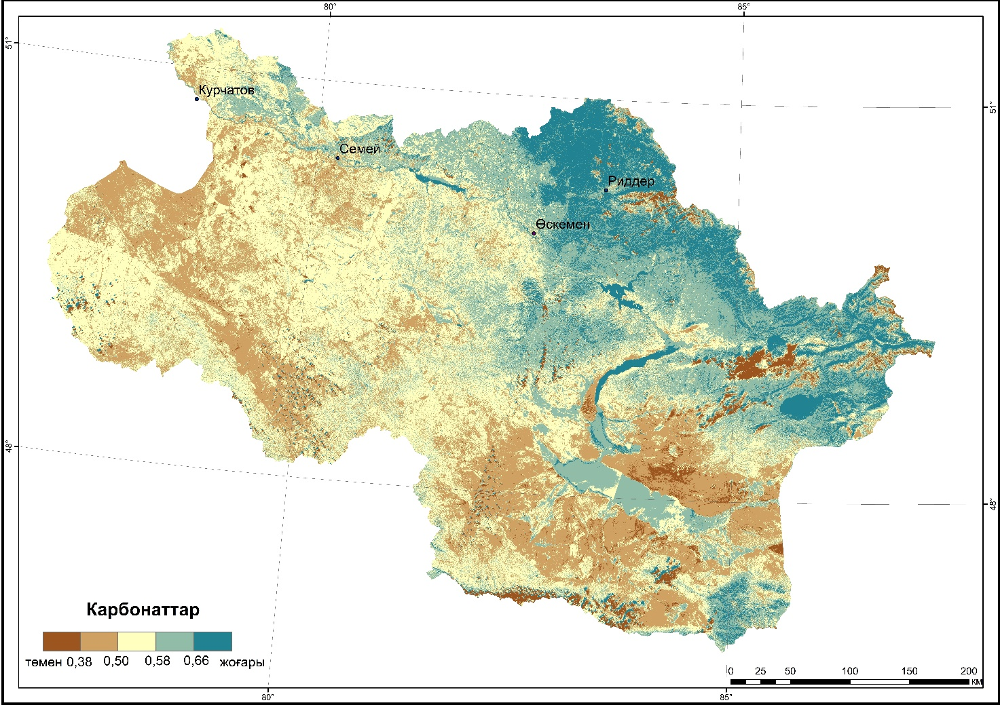 80° 85°
51°
Курчатов
51°
Семей
Риддер
Өскемен
48°
48°
Карбонаттар
төмен 0,38 0,50 0,58 0,66 жоғары
0 25 50 100 150 200
км
80° 85°